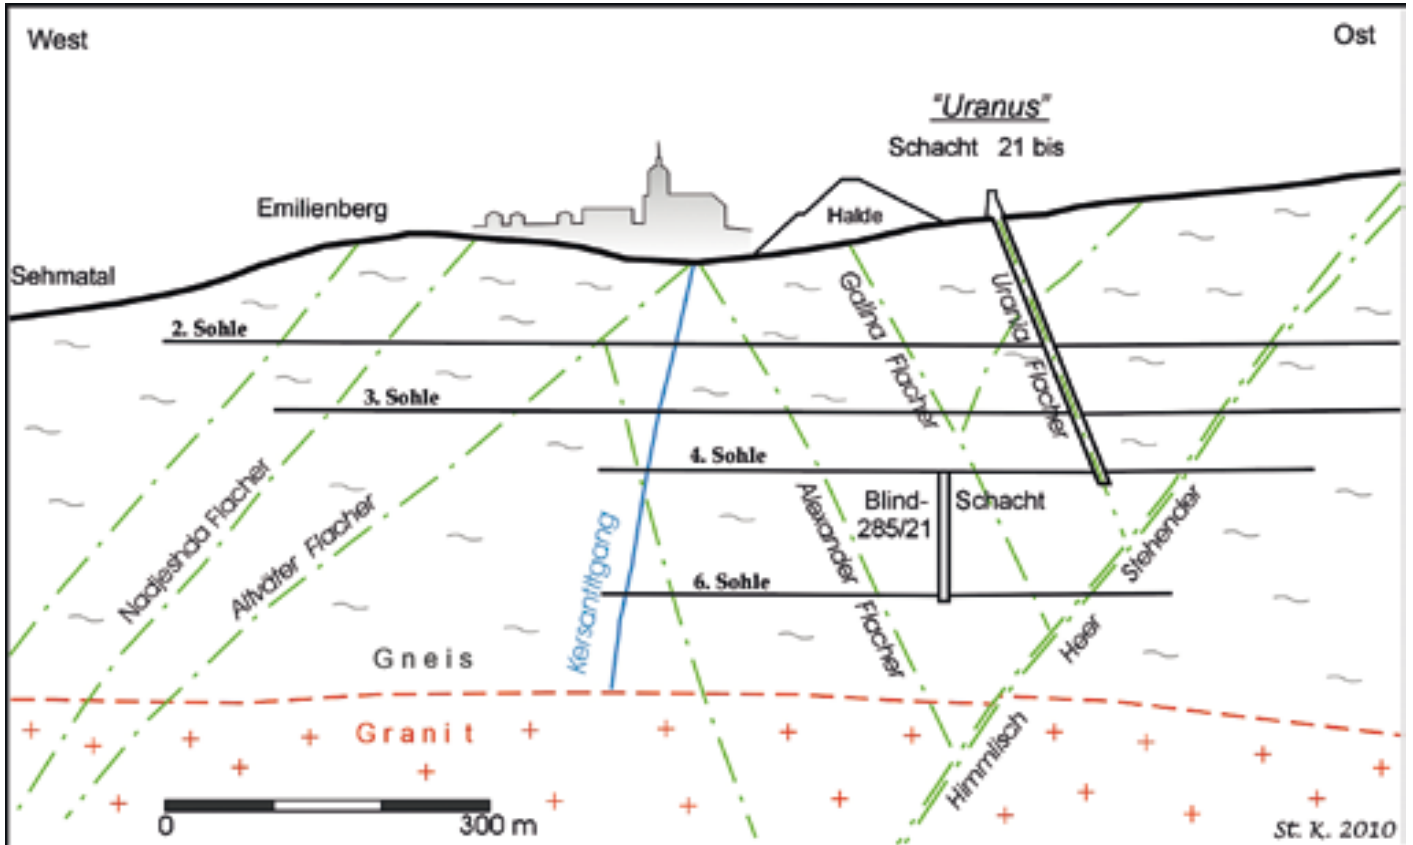 West
Ost
"Uranus"
Schacht 21 bis
Emilienberg
Halde
Sehmatal
2. Sohle
Galina Flacher
Urania Flacher
3. Sohle
4. Sohle
Blind- Schacht
285/21
Nadjeshda Flacher
Altväter Flacher
Kersantitgang
Alexander Flacher
6. Sohle
Himmlisch Heer Stehender
Gneis
Granit
0 300 m
St. K. 2010